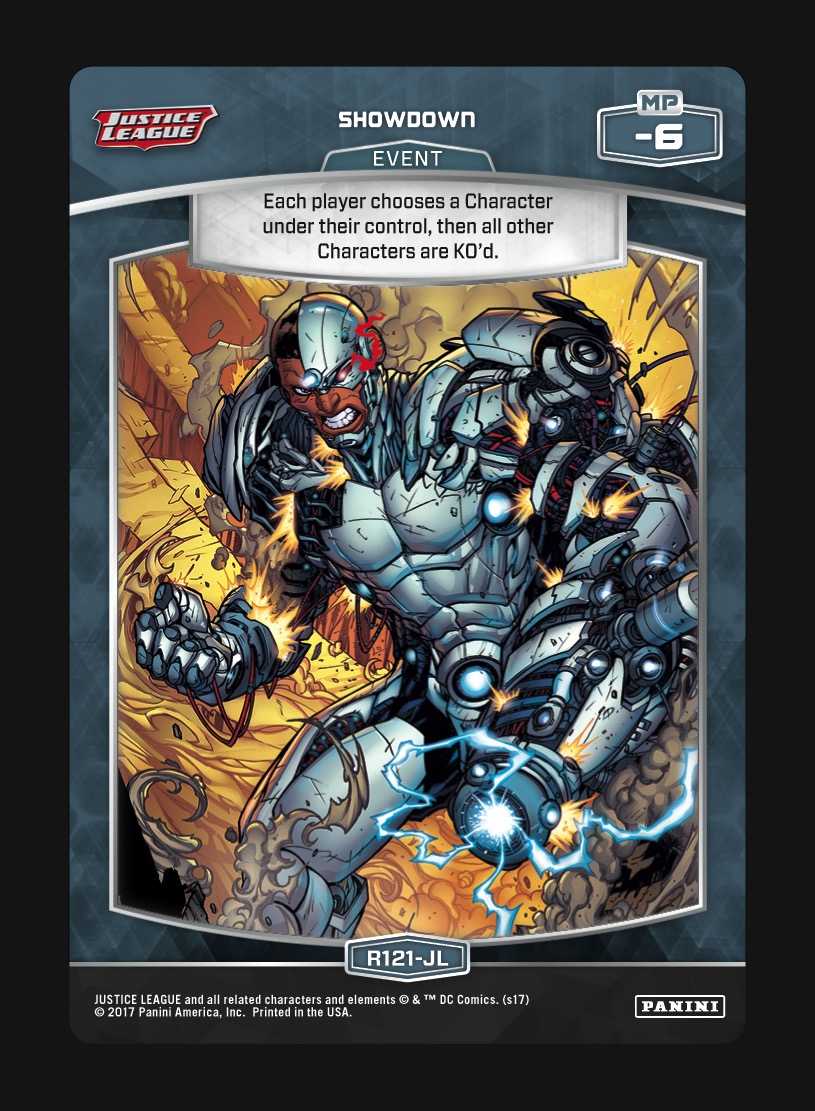 JUSTICE
LEAGUE
SHOWDOWN
MP
-6
EVENT
Each player chooses a Character
under their control, then all other
Characters are KO'd.
R121-JL
JUSTICE LEAGUE and all related characters and elements © & ™ DC Comics. (s17)
© 2017 Panini America, Inc. Printed in the USA.
PANINI